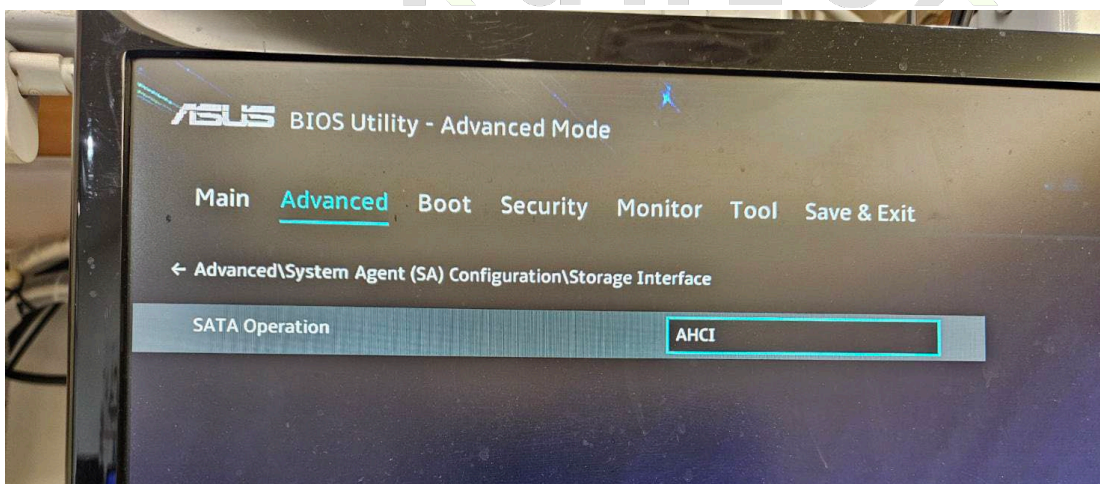 ASUS BIOS Utility - Advanced Mode
Main Advanced Boot Security Monitor Tool Save & Exit
← Advanced\System Agent (SA) Configuration\Storage Interface
SATA Operation AHCI